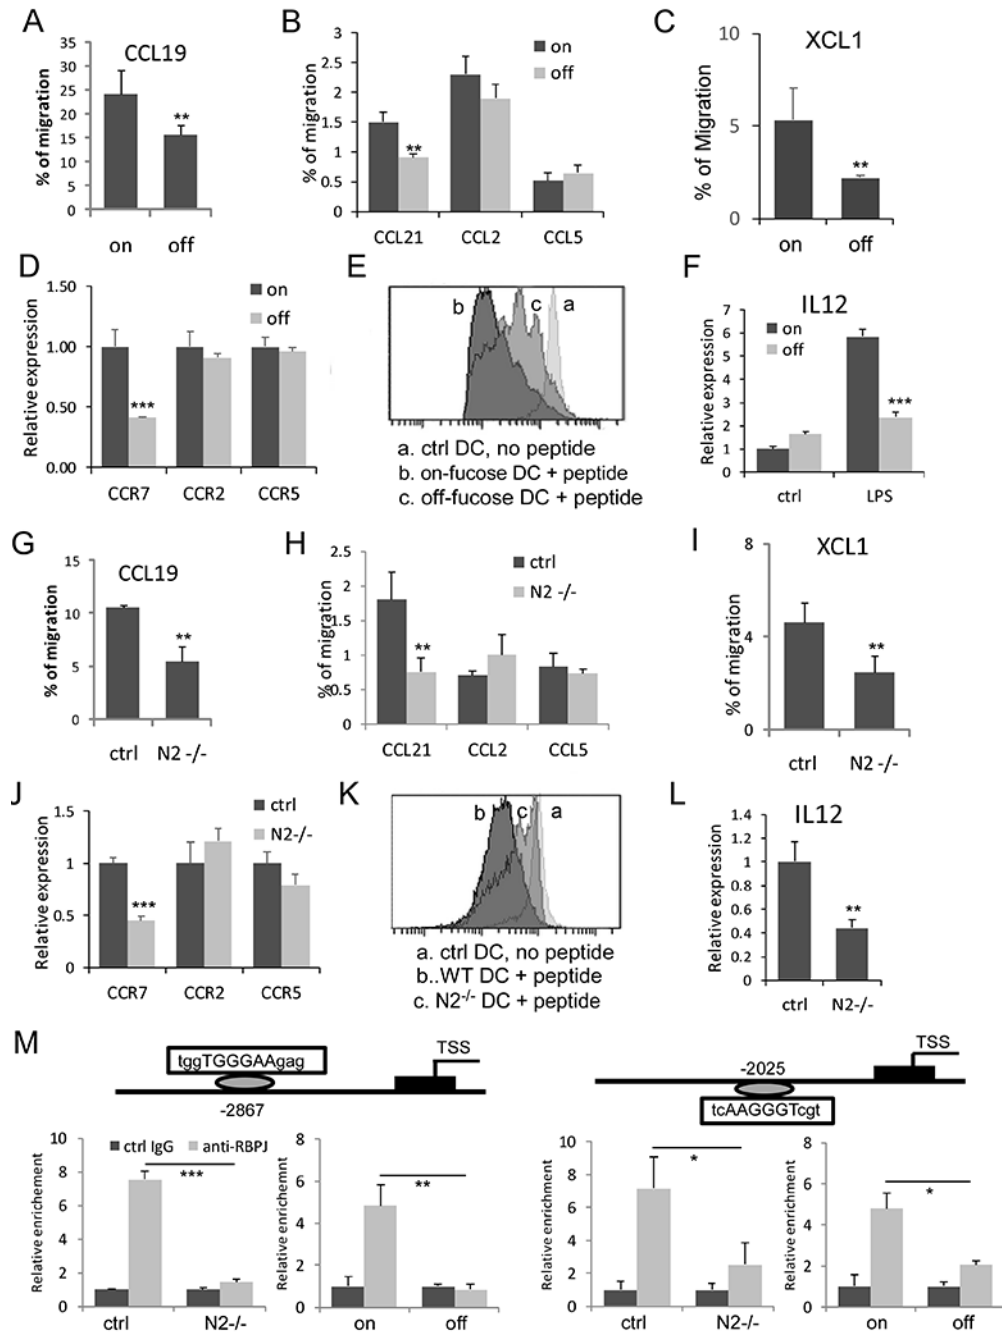 A
CCL19
% of migration
35
30
25
20
15
10
5
0
**
on off
B
% of migration
3
2.5
2
1.5
1
0.5
0
on
off
**
CCL21 CCL2 CCL5
C
XCL1
% of Migration
10
5
0
**
on off
D
Relative expression
1.50
1.00
0.50
0.00
on
off
***
CCR7 CCR2 CCR5
E
b c a
a. ctrl DC, no peptide
b. on-fucose DC + peptide
c. off-fucose DC + peptide
F
IL12
Relative expression
7
6
5
4
3
2
1
0
on
off
***
ctrl LPS
G
CCL19
% of migration
15
10
5
0
**
ctrl N2 -/-
H
% of migration
2.5
2
1.5
1
0.5
0
ctrl
N2 -/-
**
CCL21 CCL2 CCL5
I
XCL1
% of migration
8
4
0
**
ctrl N2 -/-
J
Relative expression
1.5
1
0.5
0
ctrl
N2-/-
***
CCR7 CCR2 CCR5
K
b c a
a. ctrl DC, no peptide
b..WT DC + peptide
c. N2-/- DC + peptide
L
IL12
Relative expression
1.4
1.2
1
0.8
0.6
0.4
0.2
0
**
ctrl N2-/-
M
tggTGGGAAgag
TSS
-2867
-2025
TSS
tcAAGGGTcgt
Relative enrichement
10
8
6
4
2
0
ctrl IgG anti-RBPJ
***
ctrl N2-/-
Relative enrichemnt
8
6
4
2
0
**
on off
Relative enrichment
10
8
6
4
2
0
*
ctrl N2-/-
Relative enrichment
8
6
4
2
0
*
on off